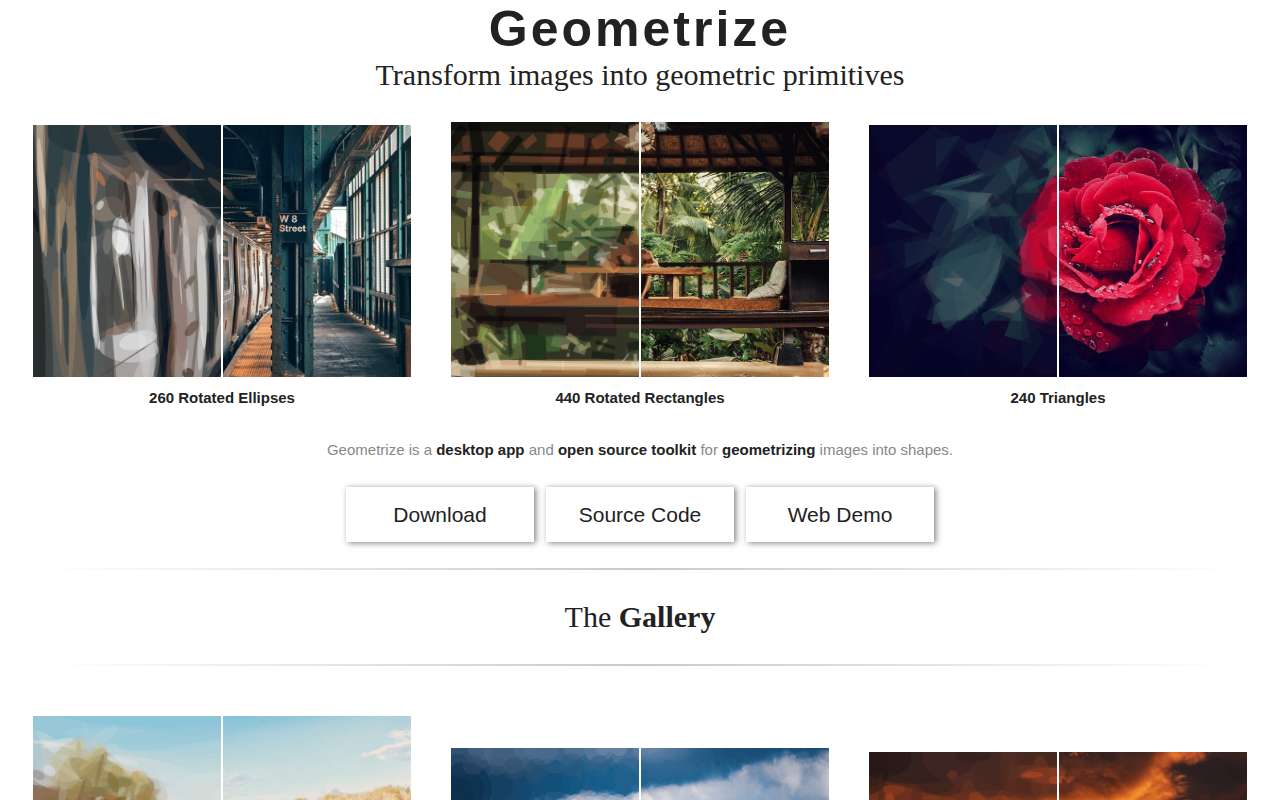 Geometrize
Transform images into geometric primitives
W 8
Street
260 Rotated Ellipses
440 Rotated Rectangles
240 Triangles
Geometrize is a desktop app and open source toolkit for geometrizing images into shapes.
Download
Source Code
Web Demo
The Gallery